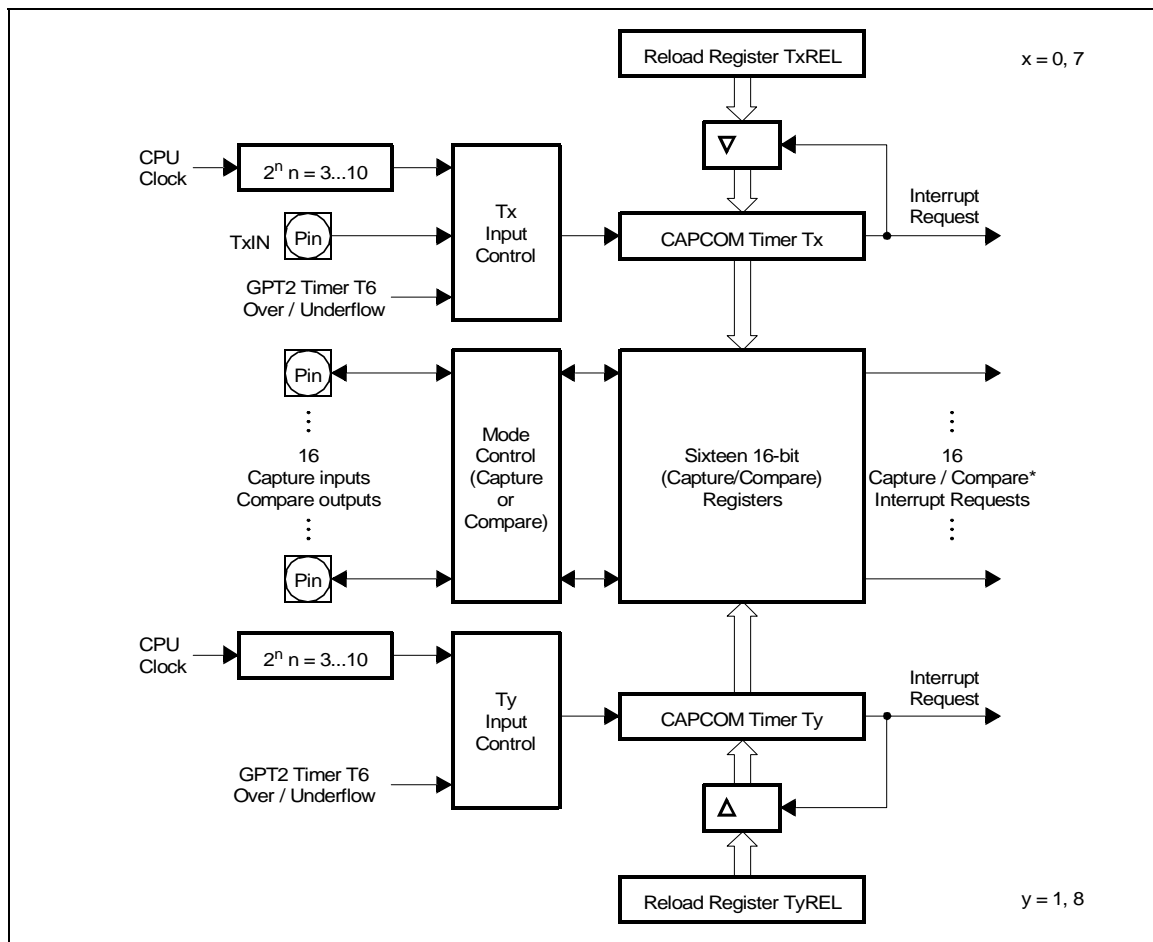 Reload Register TxREL
x = 0, 7
CPU
Clock
2ⁿ n = 3...10
Tx
Input
Control
Interrupt
Request
TxIN
Pin
CAPCOM Timer Tx
GPT2 Timer T6
Over / Underflow
Pin
16
Capture inputs
Compare outputs
Pin
Mode
Control
(Capture
or
Compare)
Sixteen 16-bit
(Capture/Compare)
Registers
16
Capture / Compare*
Interrupt Requests
CPU
Clock
2ⁿ n = 3...10
Ty
Input
Control
Interrupt
Request
CAPCOM Timer Ty
GPT2 Timer T6
Over / Underflow
Reload Register TyREL
y = 1, 8